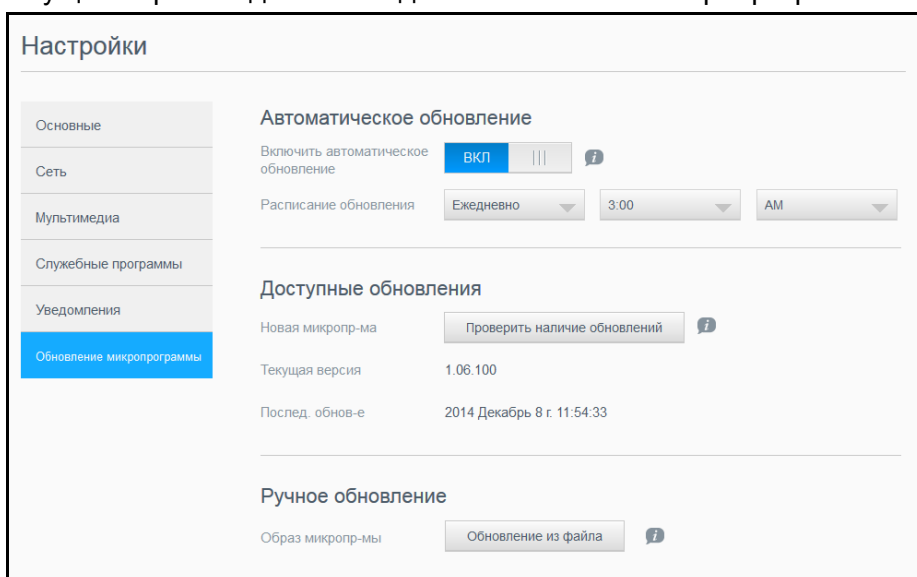 Настройки
Основные
Сеть
Мультимедиа
Служебные программы
Уведомления
Обновление микропрограммы
Автоматическое обновление
Включить автоматическое
обновление
ВКЛ
Расписание обновления
Ежедневно
3:00
AM
Доступные обновления
Новая микропр-ма
Проверить наличие обновлений
Текущая версия
1.06.100
Послед. обнов-е
2014 Декабрь 8 г. 11:54:33
Ручное обновление
Образ микропр-мы
Обновление из файла